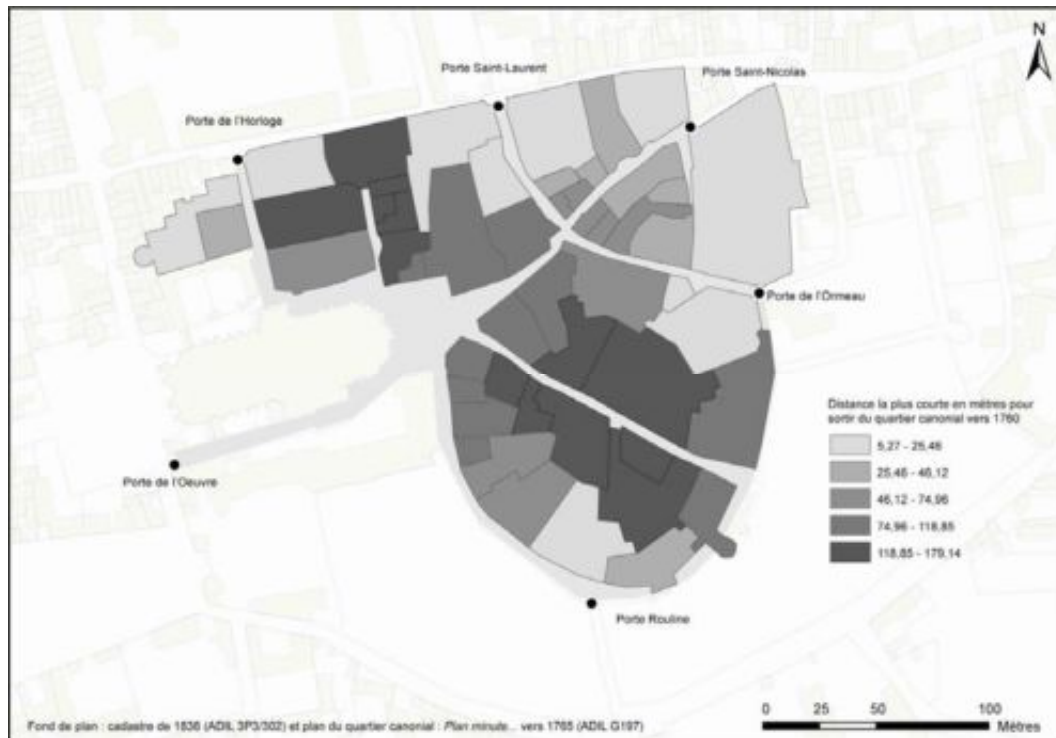 N
Porte Saint-Laurent
Porte Saint-Nicolas
Porte de l'Horloge
Porte de l'Ormeau
Distance la plus courte en mètres pour
sortir du quartier canonial vers 1760
5,27 - 25,46
25,46 - 46,12
46,12 - 74,96
74,96 - 118,85
118,85 - 179,14
Porte de l'Oeuvre
Porte Rouline
Fond de plan : cadastre de 1836 (ADIL 3P3/302) et plan du quartier canonial : Plan minute... vers 1765 (ADIL G197)
0 25 50 100
Mètres